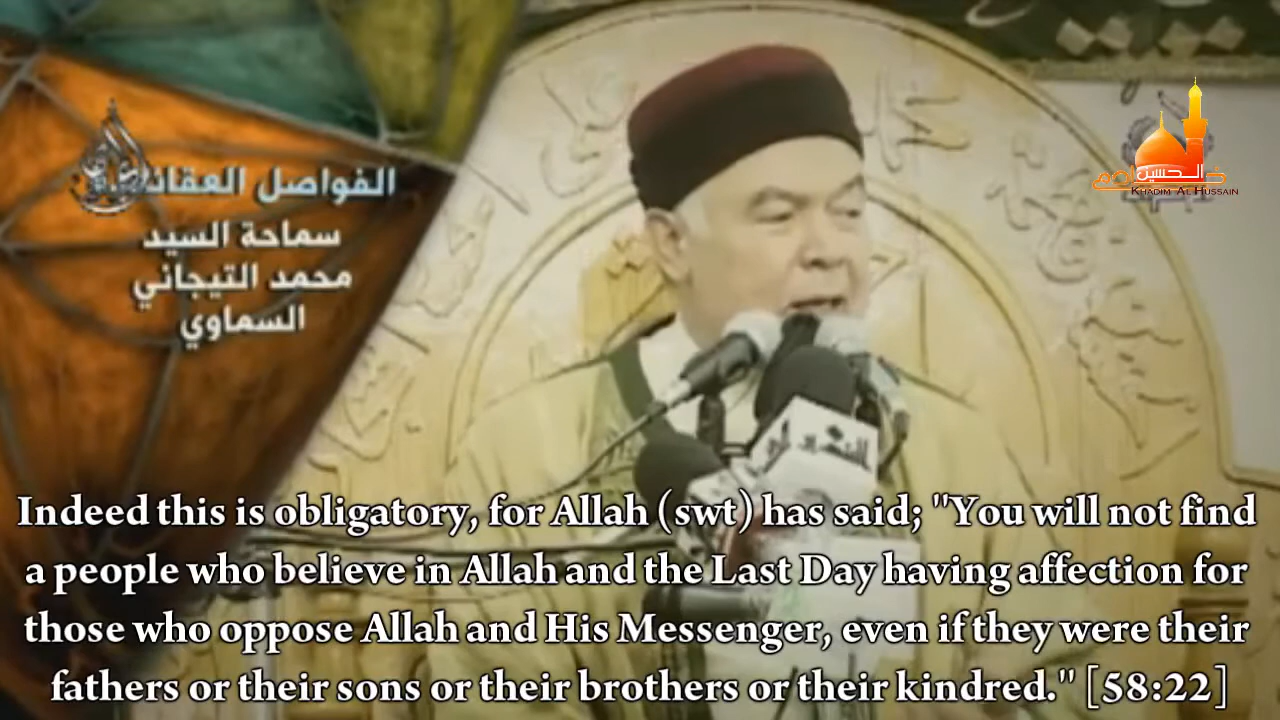 الفواصل العقائد
سماحة السيد
محمد التيجاني
السماوي
KHADIM AL HUSSAIN
Indeed this is obligatory, for Allah (swt) has said; "You will not find
a people who believe in Allah and the Last Day having affection for
those who oppose Allah and His Messenger, even if they were their
fathers or their sons or their brothers or their kindred." [58:22]